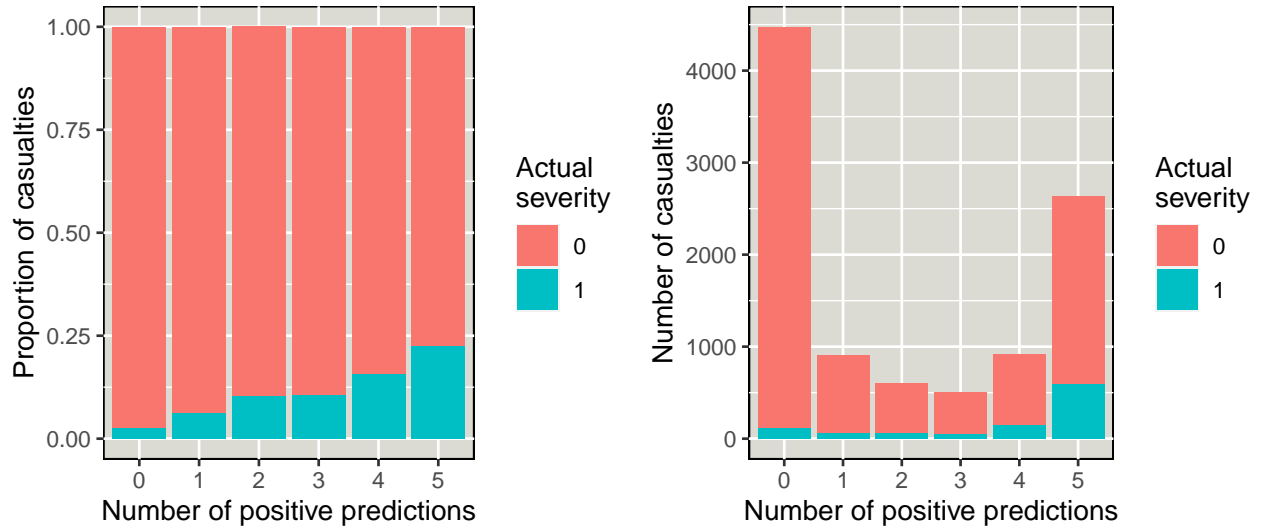 Proportion of casualties
1.00
0.75
0.50
0.25
0.00
0 1 2 3 4 5
Number of positive predictions
Actual
severity
0
1
Number of casualties
4000
3000
2000
1000
0
0 1 2 3 4 5
Number of positive predictions
Actual
severity
0
1